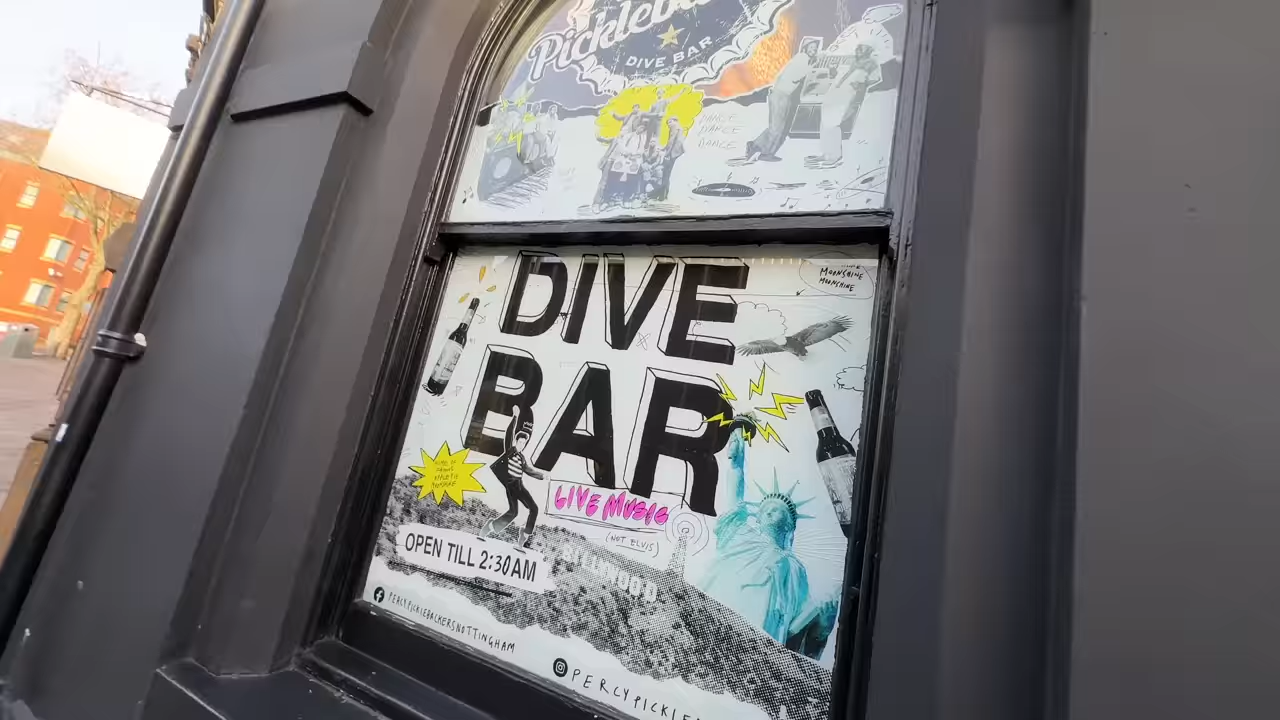 DIVE BAR
DANCE
DANCE
DANCE
MOONSHINE
MOONSHINE
DIVE
BAR
LIVE MUSIC
(NOT ELVIS)
OPEN TILL 2:30AM
PERCYPICKLEBACKERSNOTTINGHAM
PERCYPICKLE